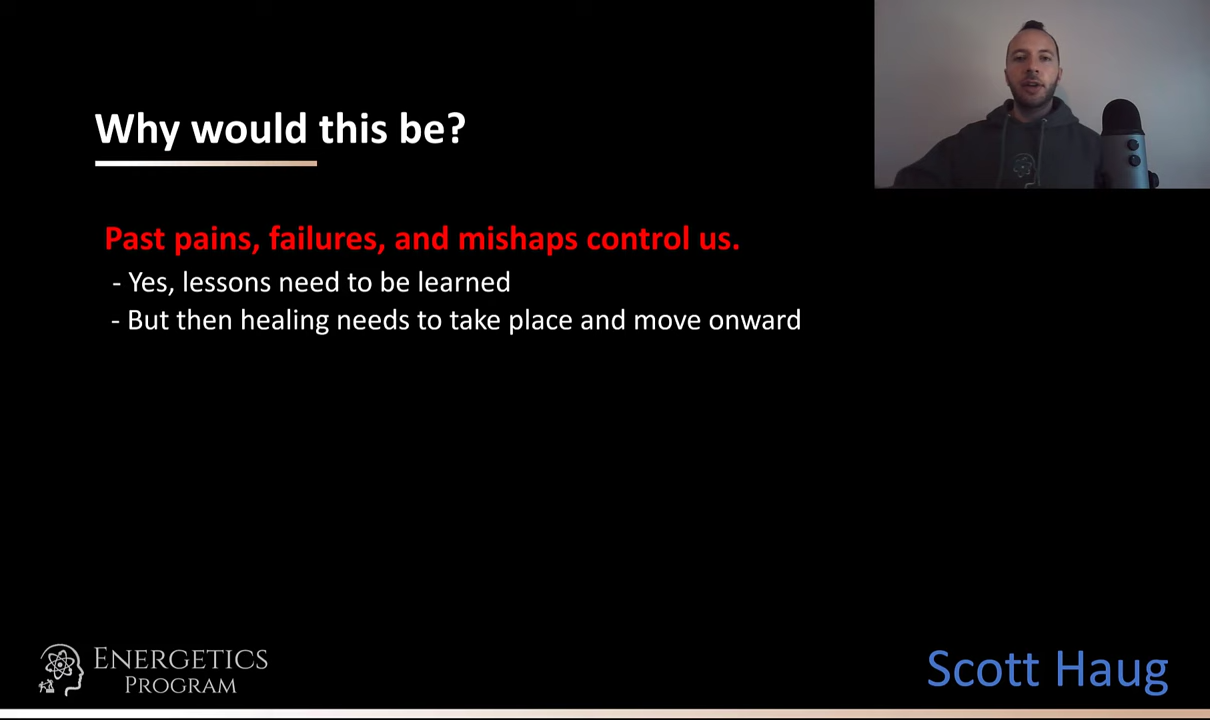 Why would this be?
Past pains, failures, and mishaps control us.
- Yes, lessons need to be learned
- But then healing needs to take place and move onward
ENERGETICS
PROGRAM
Scott Haug